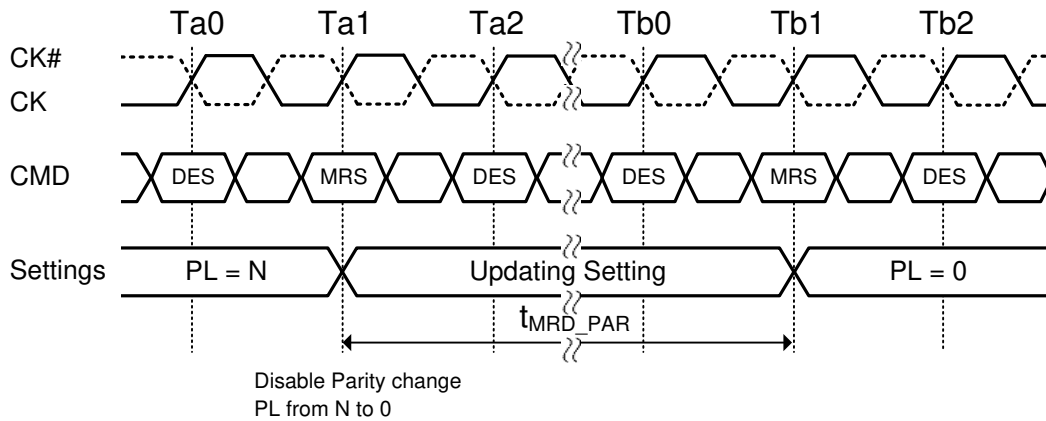 Ta0 Ta1 Ta2 Tb0 Tb1 Tb2
CK#
CK
CMD DES MRS DES DES MRS DES
Settings PL = N Updating Setting PL = 0
tMRD_PAR
Disable Parity change
PL from N to 0